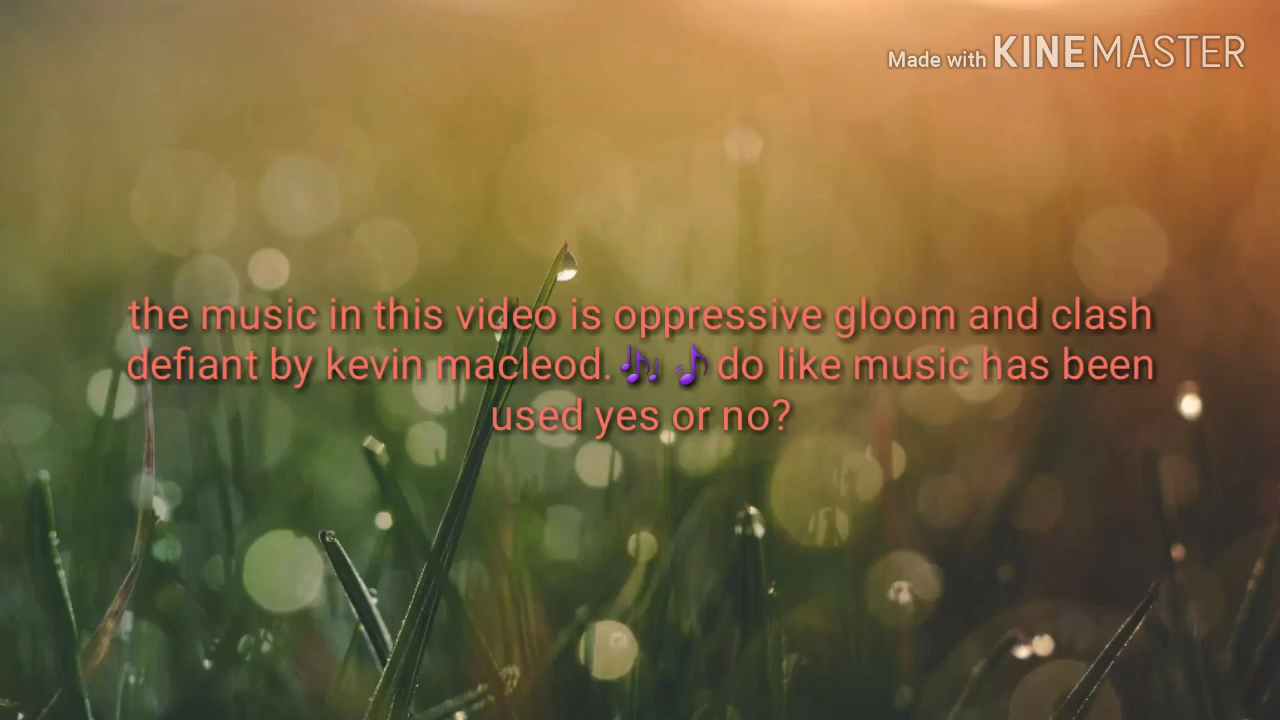 Made with KINEMASTER
the music in this video is oppressive gloom and clash
defiant by kevin macleod.🎶🎵 do like music has been
used yes or no?